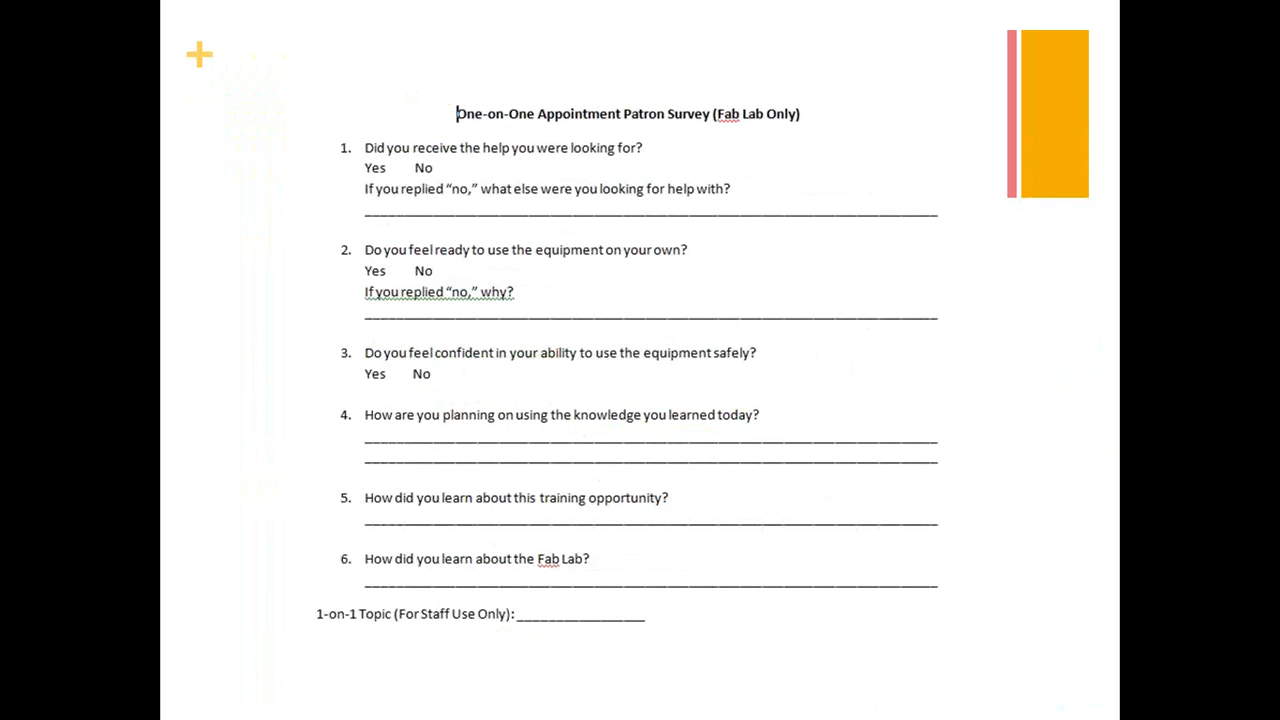 +
One-on-One Appointment Patron Survey (Fab Lab Only)
1. Did you receive the help you were looking for?
Yes No
If you replied “no,” what else were you looking for help with?
2. Do you feel ready to use the equipment on your own?
Yes No
If you replied “no,” why?
3. Do you feel confident in your ability to use the equipment safely?
Yes No
4. How are you planning on using the knowledge you learned today?
5. How did you learn about this training opportunity?
6. How did you learn about the Fab Lab?
1-on-1 Topic (For Staff Use Only): ________________